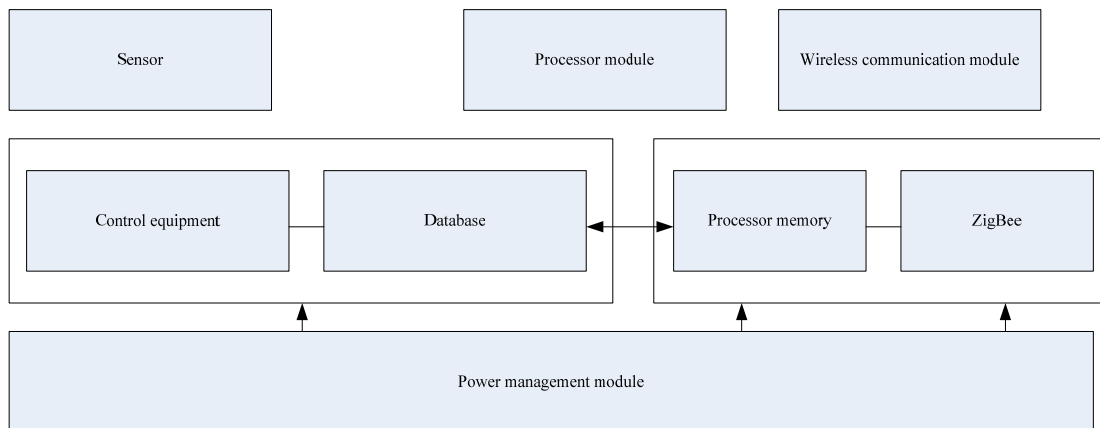 Sensor
Processor module
Wireless communication module
Control equipment
Database
Processor memory
ZigBee
Power management module